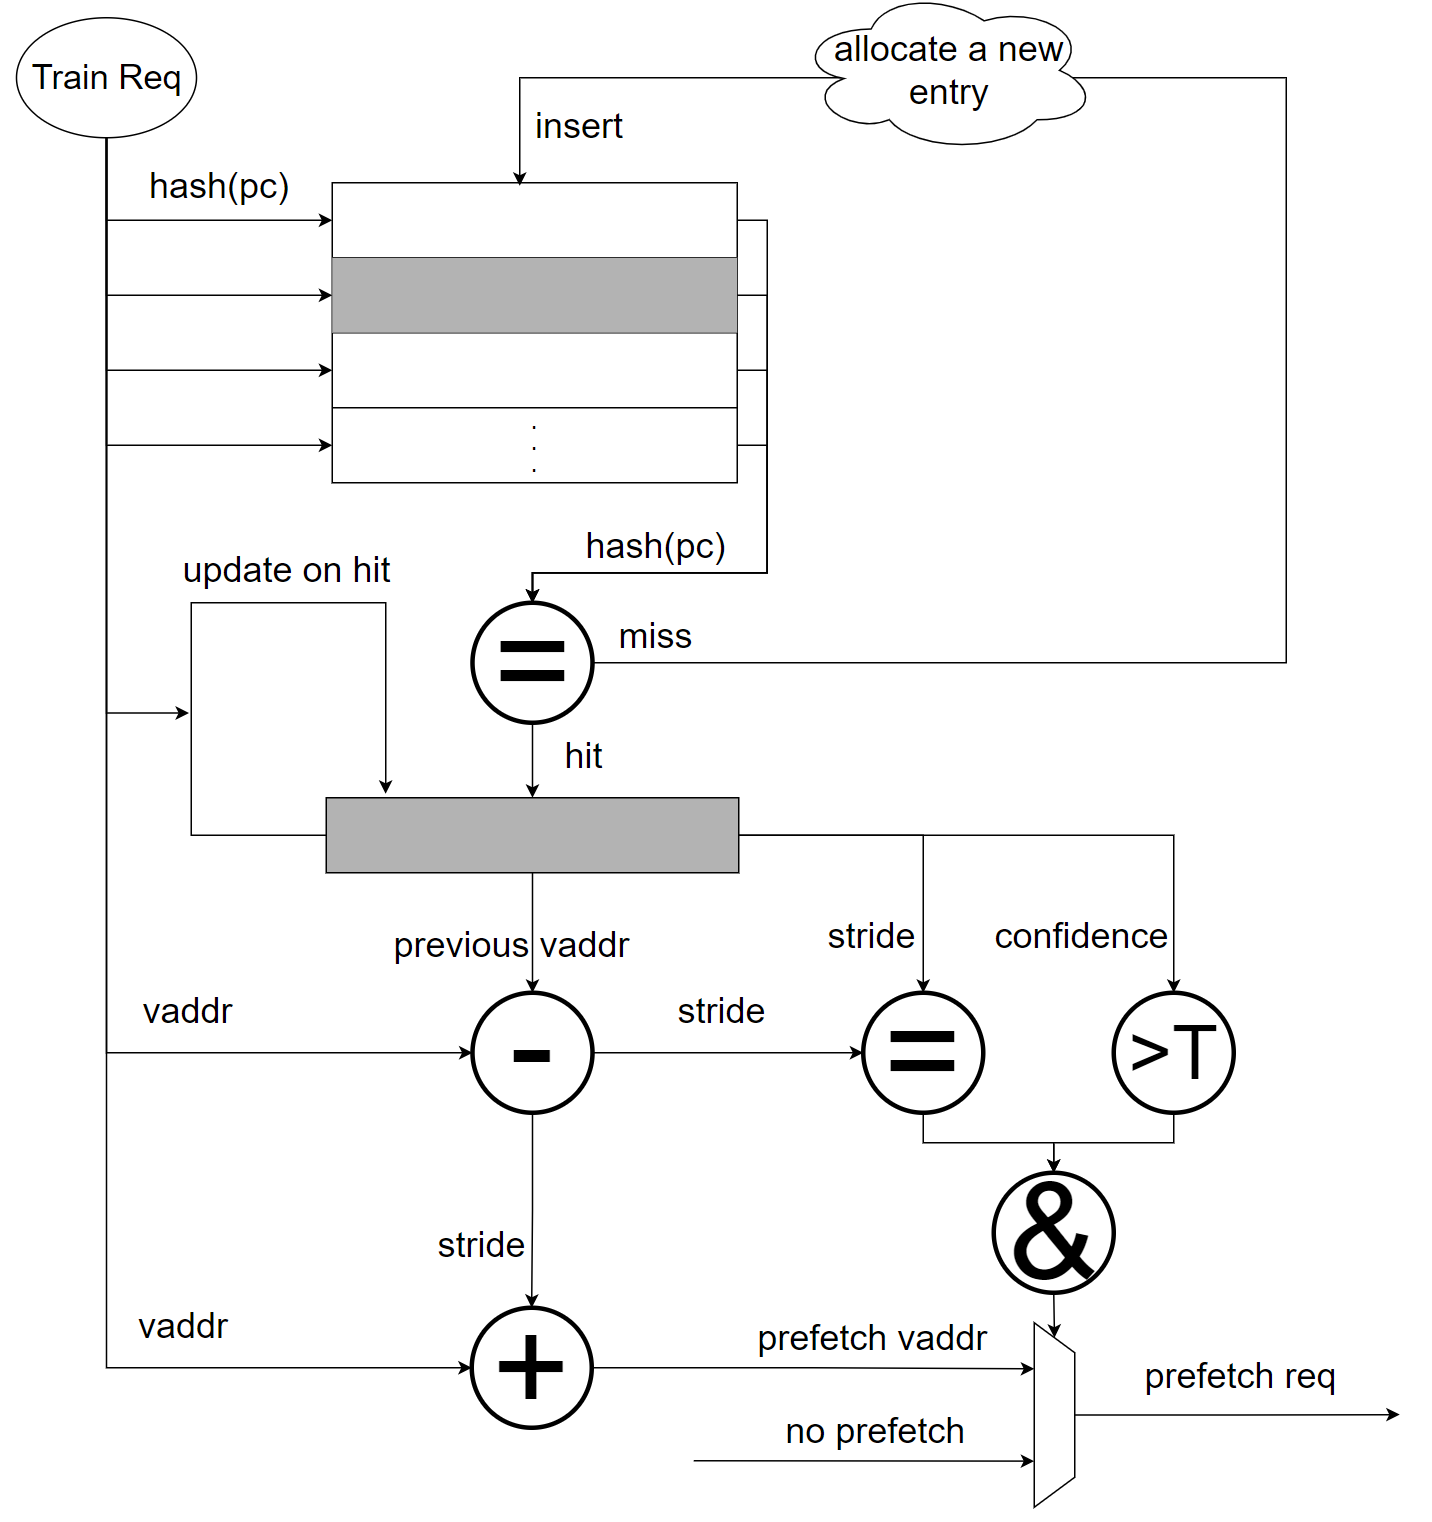 Train Req
allocate a new
entry
insert
hash(pc)
.
.
.
hash(pc)
update on hit
=
miss
hit
previous vaddr
stride
confidence
vaddr
-
stride
=
>T
&
stride
vaddr
+
prefetch vaddr
prefetch req
no prefetch